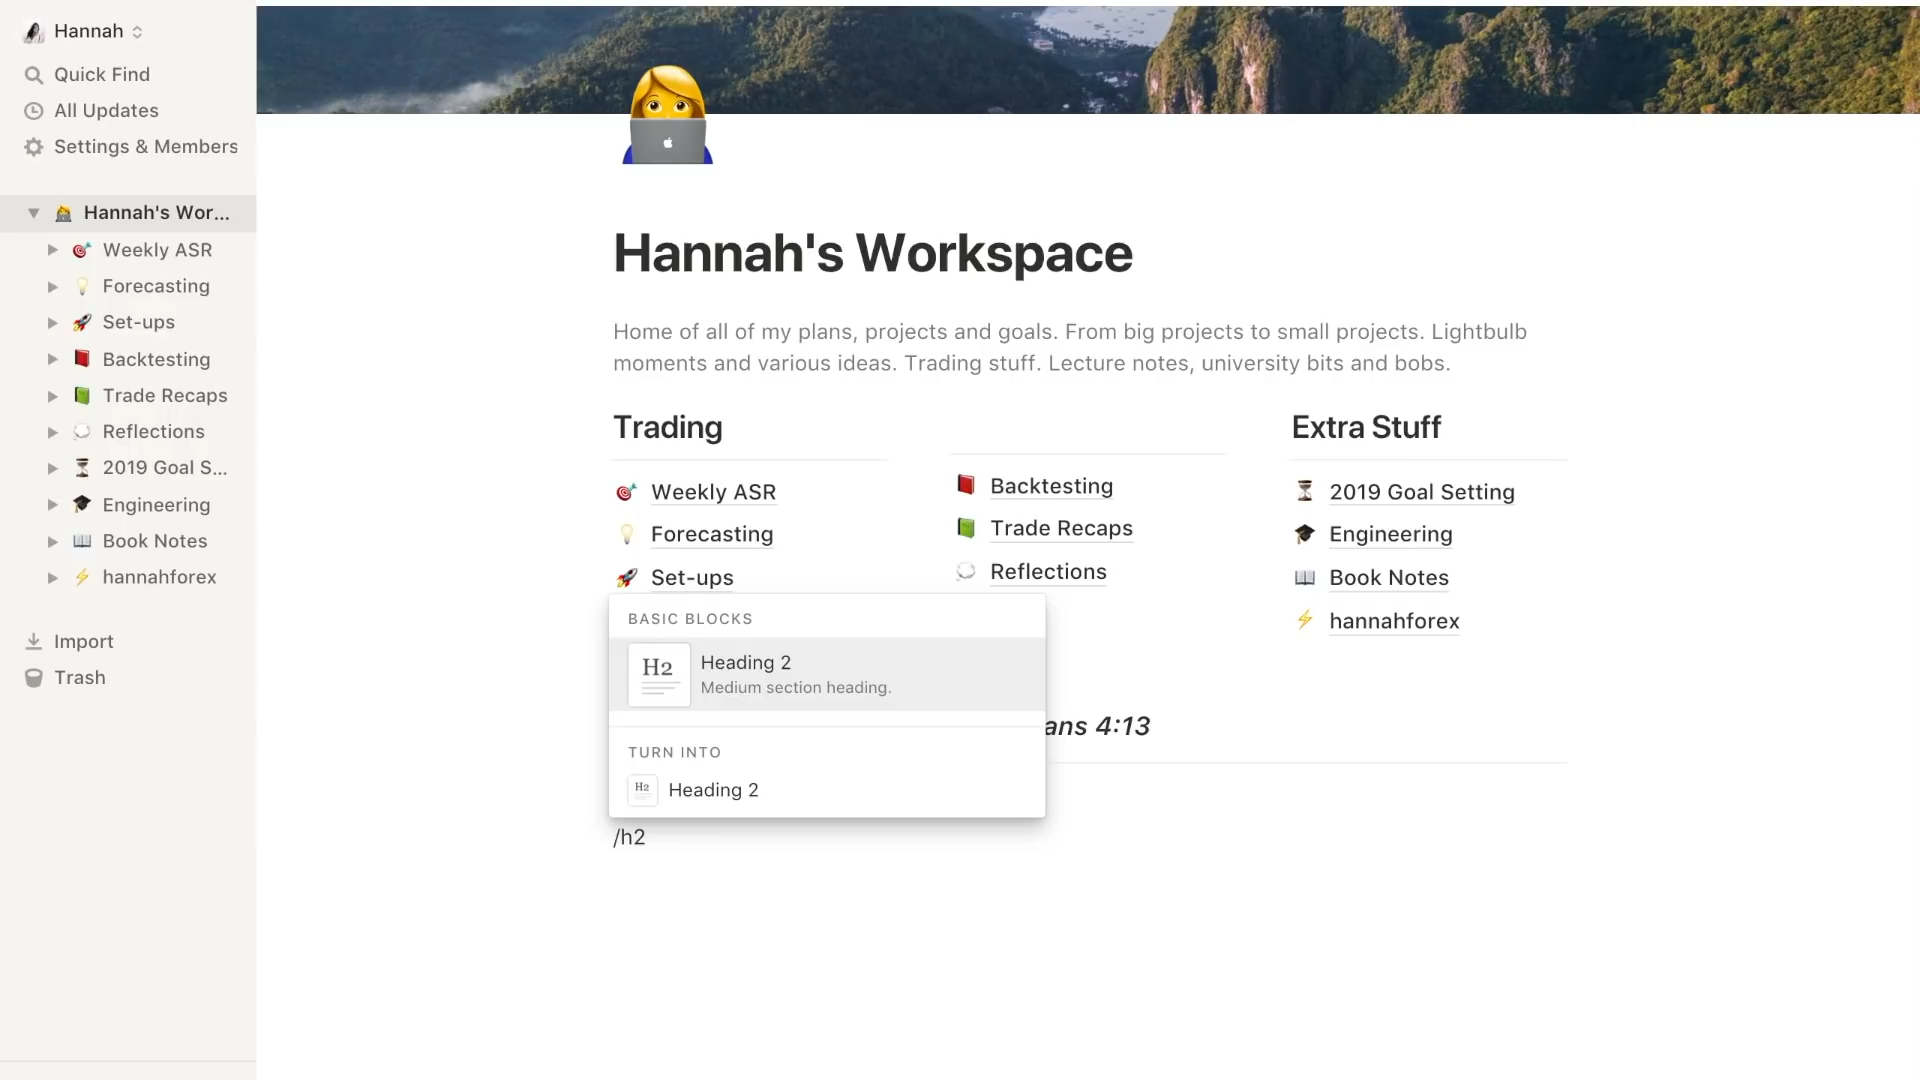 Hannah
Quick Find
All Updates
Settings & Members
Hannah's Wor...
Weekly ASR
Forecasting
Set-ups
Backtesting
Trade Recaps
Reflections
2019 Goal S...
Engineering
Book Notes
hannahforex
Import
Trash
Hannah's Workspace
Home of all of my plans, projects and goals. From big projects to small projects. Lightbulb
moments and various ideas. Trading stuff. Lecture notes, university bits and bobs.
Trading
Weekly ASR
Forecasting
Set-ups
Backtesting
Trade Recaps
Reflections
Extra Stuff
2019 Goal Setting
Engineering
Book Notes
hannahforex
BASIC BLOCKS
H2
Heading 2
Medium section heading.
TURN INTO
H2
Heading 2
ans 4:13
/h2